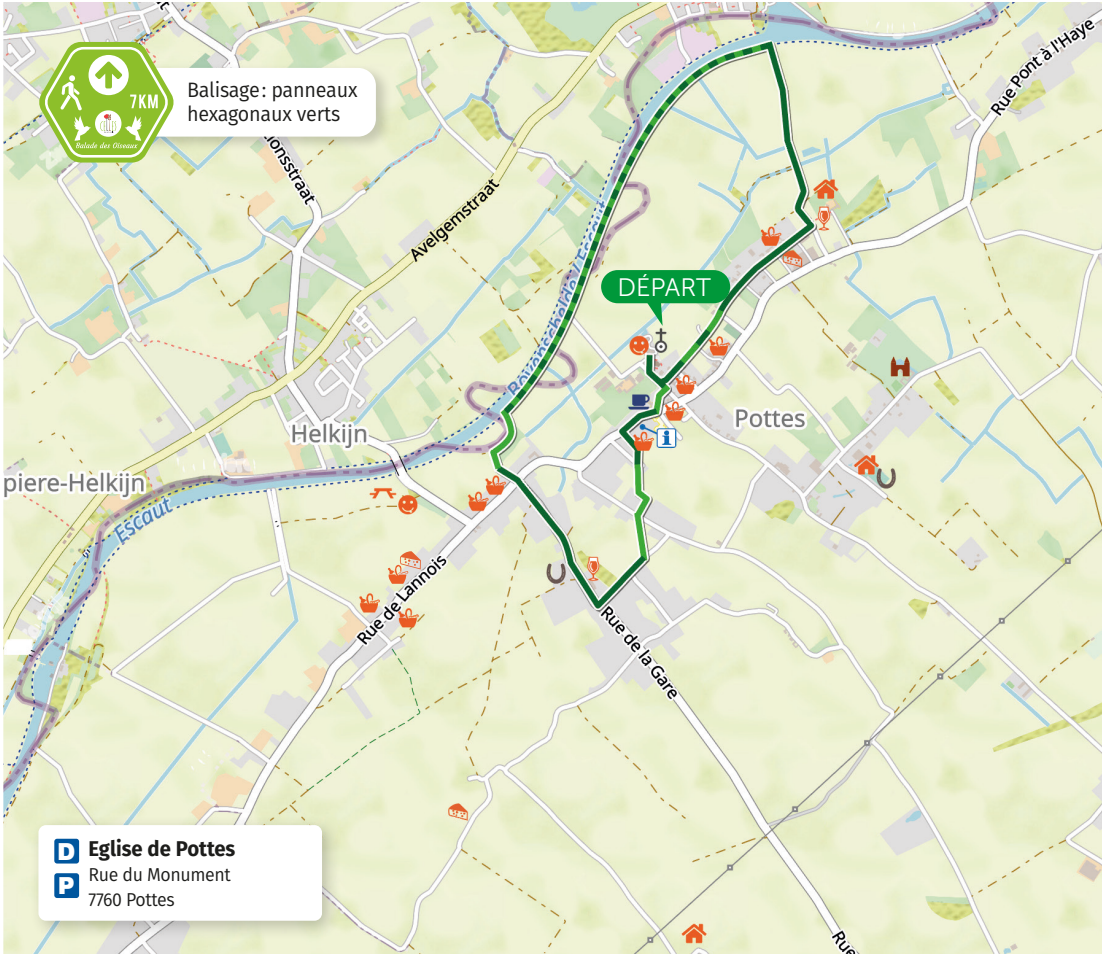 7KM
Balade des Oiseaux
Balisage: panneaux
hexagonaux verts
Rue Pont à l'Haye
Avelgemstraat
DÉPART
Helkijn
Pottes
piere-Helkijn
Escaut
Rue de Lannois
Rue de la Gare
D Eglise de Pottes
P Rue du Monument
7760 Pottes
Rue